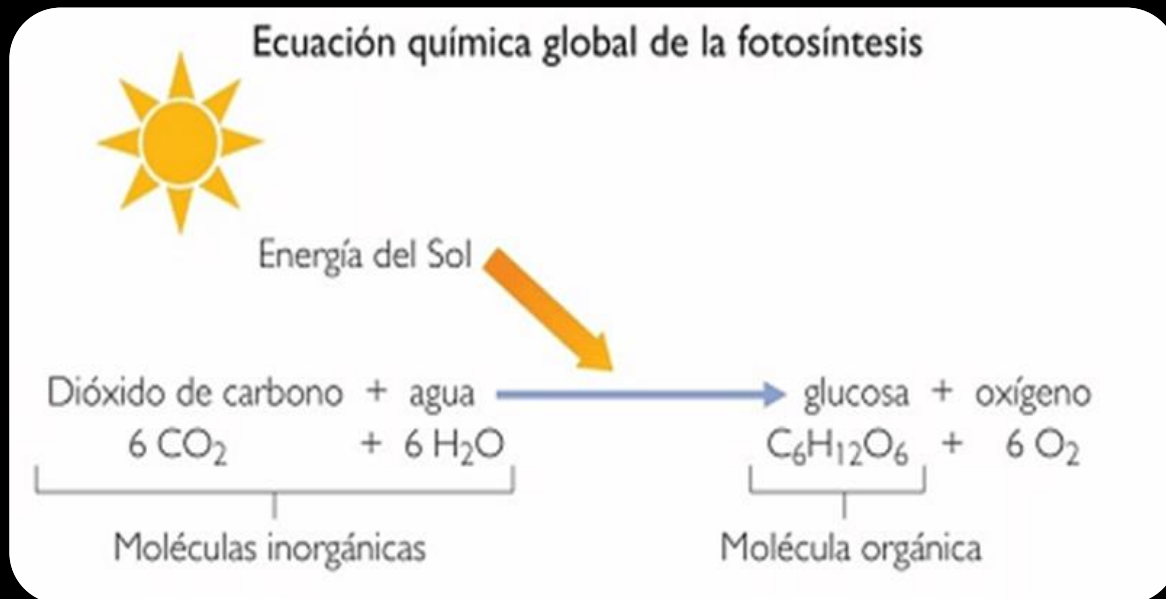 Ecuación química global de la fotosíntesis
Energía del Sol
Dióxido de carbono + agua glucosa + oxígeno
6 CO₂ + 6 H₂O C₆H₁₂O₆ + 6 O₂
Moléculas inorgánicas Molécula orgánica